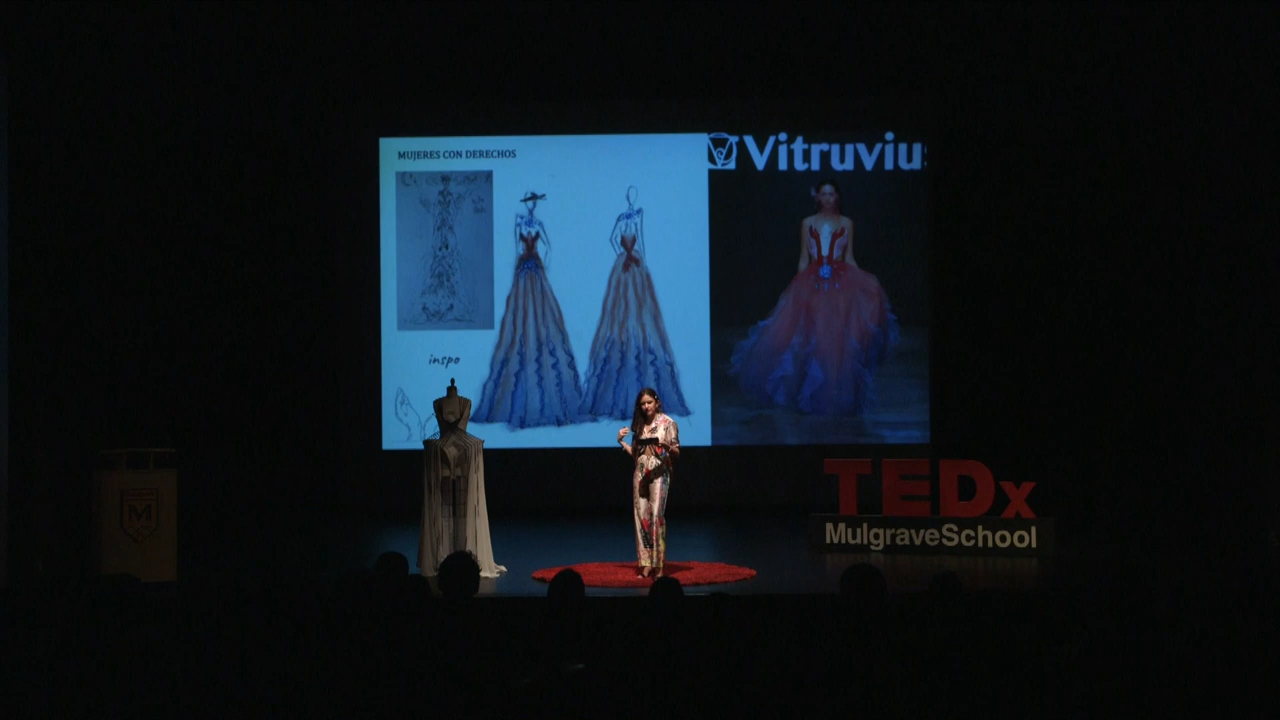 MUJERES CON DERECHOS
Vitruviu
inspo
M
TEDx
MulgraveSchool